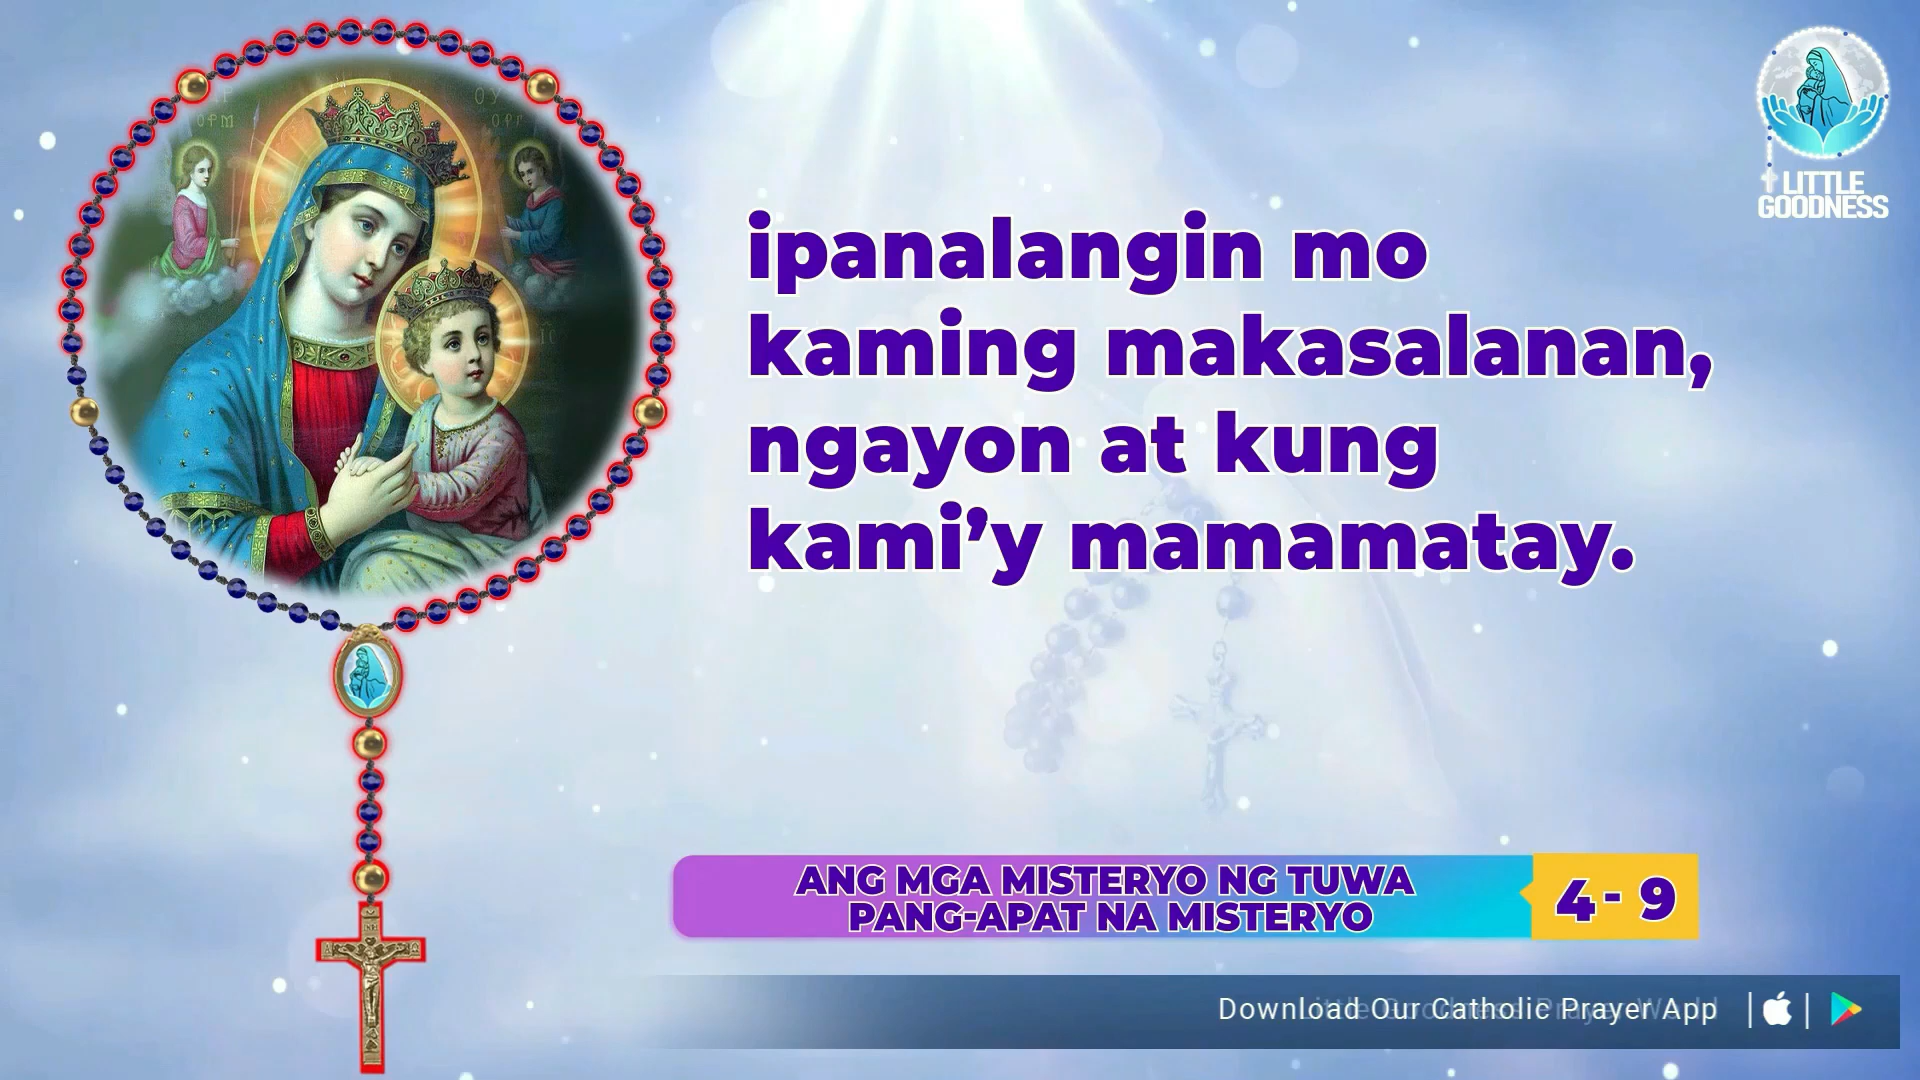 LITTLE
GOODNESS
ipanalangin mo
kaming makasalanan,
ngayon at kung
kami’y mamamatay.
ANG MGA MISTERYO NG TUWA
PANG-APAT NA MISTERYO
4- 9
Download Our Catholic Prayer App